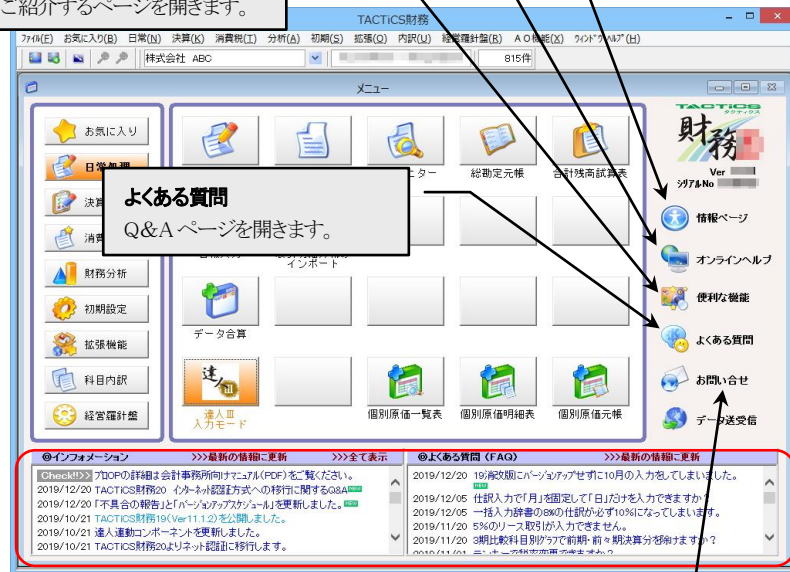 ご紹介するページを開きます。
TACTiCS財務
ﾌｧｲﾙ(F) お気に入り(B) 日常(N) 決算(K) 消費税(T) 分析(A) 初期(S) 拡張(O) 内訳(U) 経営羅針盤(R) AO機能(X) ｳｨﾝﾄﾞｳ ﾍﾙﾌﾟ(H)
株式会社 ABC
815件
メニュー
お気に入り
日常処理
決算
消費
財務分析
初期設定
拡張機能
科目内訳
経営羅針盤
ター
総勘定元帳
合計残高試算表
よくある質問
Q&Aページを開きます。
インポート
データ合算
達人Ⅲ
入力モード
個別原価一覧表
個別原価明細表
個別原価元帳
TACTiCS
タクティクス
財務
Ver
ｼﾘｱﾙNo
情報ページ
オンラインヘルプ
便利な機能
よくある質問
お問い合せ
データ送受信
@インフォメーション >>>最新の情報に更新 >>>全て表示
Check!!>> プロOPの詳細は会計事務所向けマニュアル(PDF)をご覧ください。
2019/12/20 TACTiCS財務20 インターネット認証方式への移行に関するQ&A NEW
2019/12/20 「不具合の報告」と「バージョンアップスケジュール」を更新しました。 NEW
2019/10/21 TACTiCS財務19(Ver11.1.2)を公開しました。
2019/10/21 達人連動コンポーネントを更新しました。
2019/10/21 TACTiCS財務20よりネット認証に移行します。
@よくある質問 (FAQ) >>>最新の情報に更新
2019/12/20 19消改版にバージョンアップせずに10月の入力をしてしまいました。
NEW
2019/12/05 仕訳入力で「月」を固定して「日」だけを入力できますか?
2019/12/05 一括入力辞書の8%の仕訳が必ず10%になってしまいます。
2019/11/20 5%のリース取引が入力できません。
2019/11/20 3期比較科目別グラフで前期・前々期決算分を除けますか?
2019/11/01 テンキーで税率変更できますか?